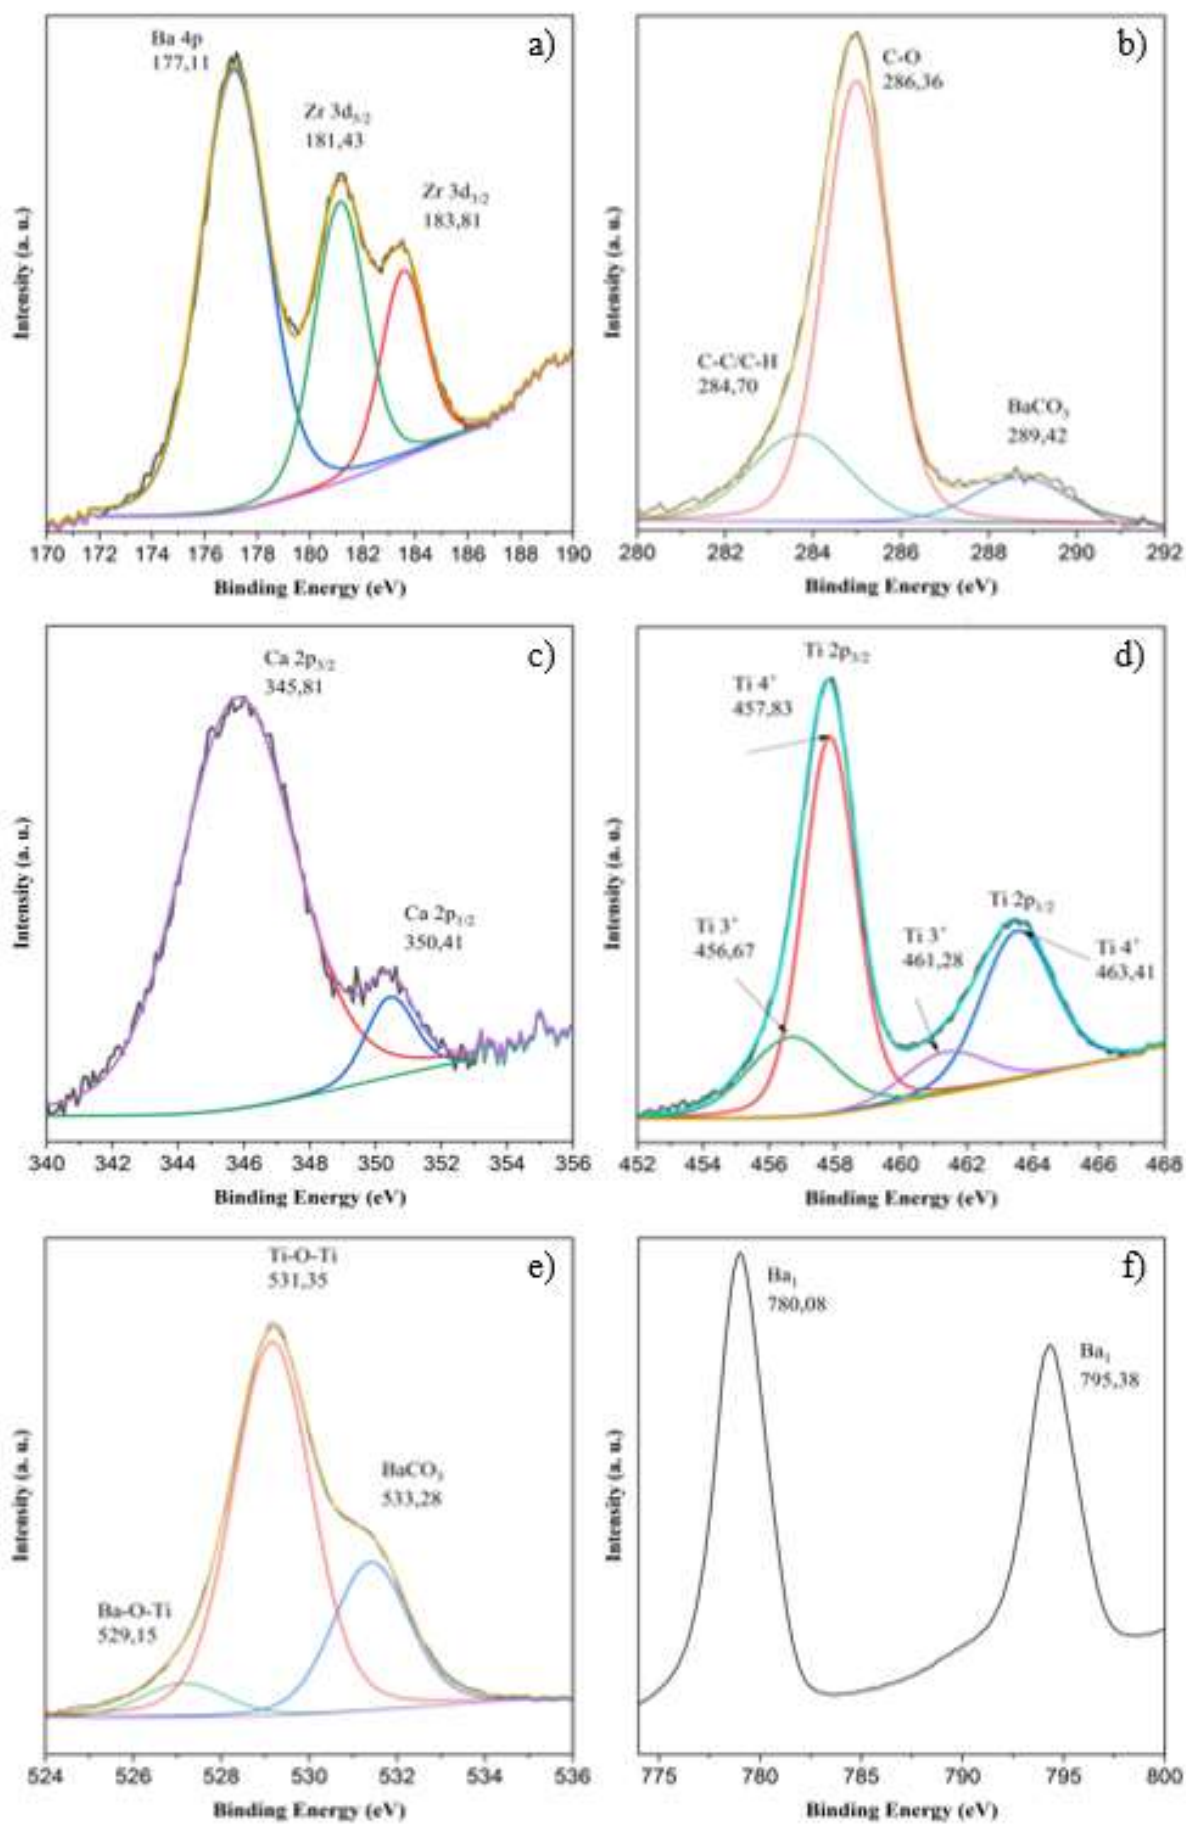 a)
Ba 4p
177,11
Zr 3d5/2
181,43
Zr 3d3/2
183,81
Intensity (a. u.)
170 172 174 176 178 180 182 184 186 188 190
Binding Energy (eV)
b)
C-O
286,36
C-C/C-H
284,70
BaCO3
289,42
Intensity (a. u.)
280 282 284 286 288 290 292
Binding Energy (eV)
c)
Ca 2p3/2
345,81
Ca 2p1/2
350,41
Intensity (a. u.)
340 342 344 346 348 350 352 354 356
Binding Energy (eV)
d)
Ti 2p3/2
Ti 4+
457,83
Ti 3+
456,67
Ti 2p1/2
Ti 3+
461,28
Ti 4+
463,41
Intensity (a. u.)
452 454 456 458 460 462 464 466 468
Binding Energy (eV)
e)
Ti-O-Ti
531,35
BaCO3
533,28
Ba-O-Ti
529,15
Intensity (a. u.)
524 526 528 530 532 534 536
Binding Energy (eV)
f)
Ba1
780,08
Ba1
795,38
Intensity (a. u.)
775 780 785 790 795 800
Binding Energy (eV)